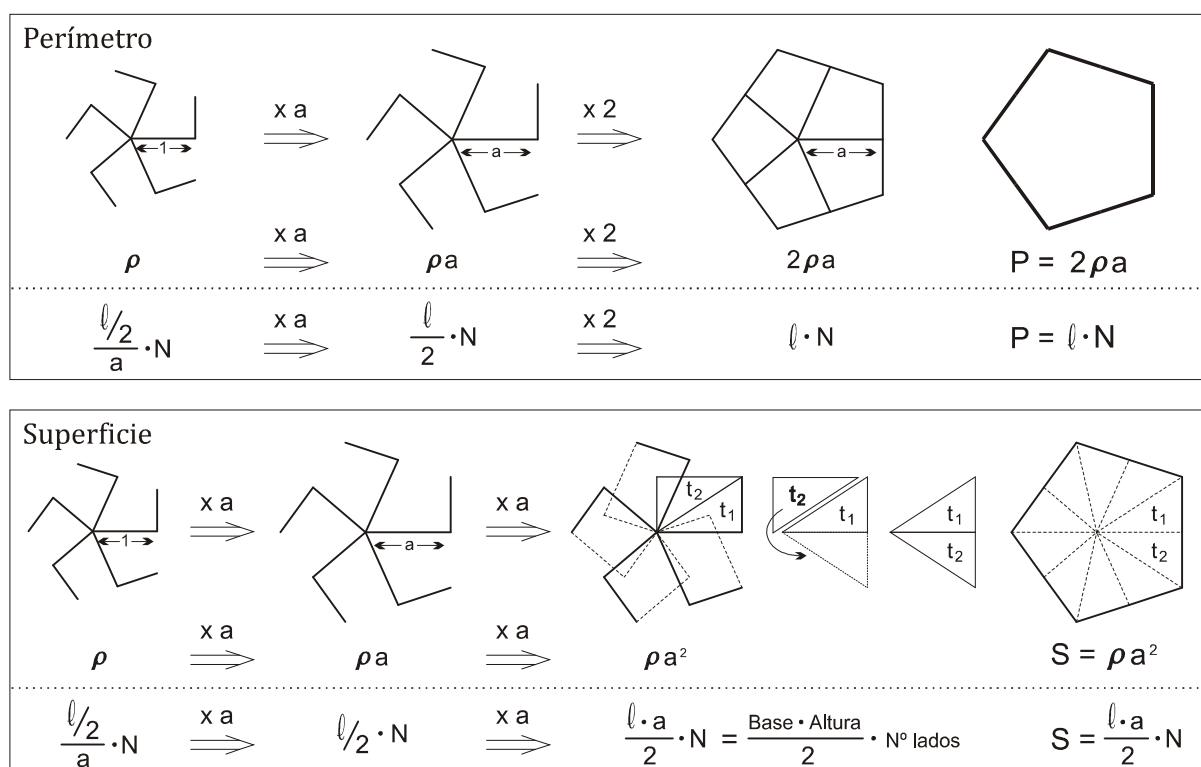 Perímetro
x a x 2
1 a a
x a x 2
ρ ρa 2ρa P = 2ρa
x a x 2
ℓ/2 / a · N ℓ / 2 · N ℓ · N P = ℓ · N
Superficie
x a x a
t₂ t₁ t₂ t₁ t₁ t₂ t₁ t₂
1 a
x a x a
ρ ρa ρa² S = ρa²
x a x a
ℓ/2 / a · N ℓ/2 · N ℓ · a / 2 · N = Base · Altura / 2 · Nº lados S = ℓ · a / 2 · N